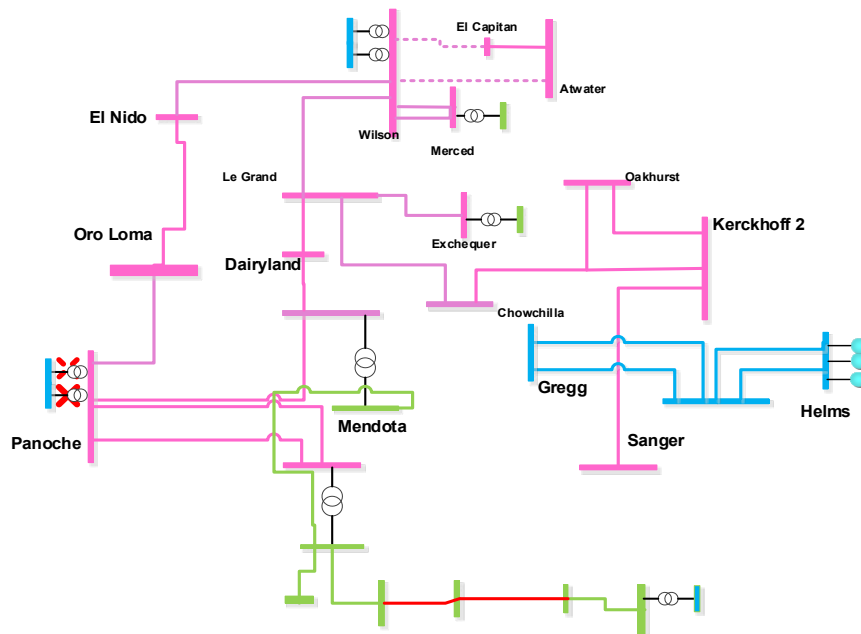 El Capitan
Atwater
El Nido
Wilson
Merced
Le Grand
Oakhurst
Kerckhoff 2
Oro Loma
Exchequer
Dairyland
Chowchilla
Gregg
Helms
Mendota
Panoche
Sanger